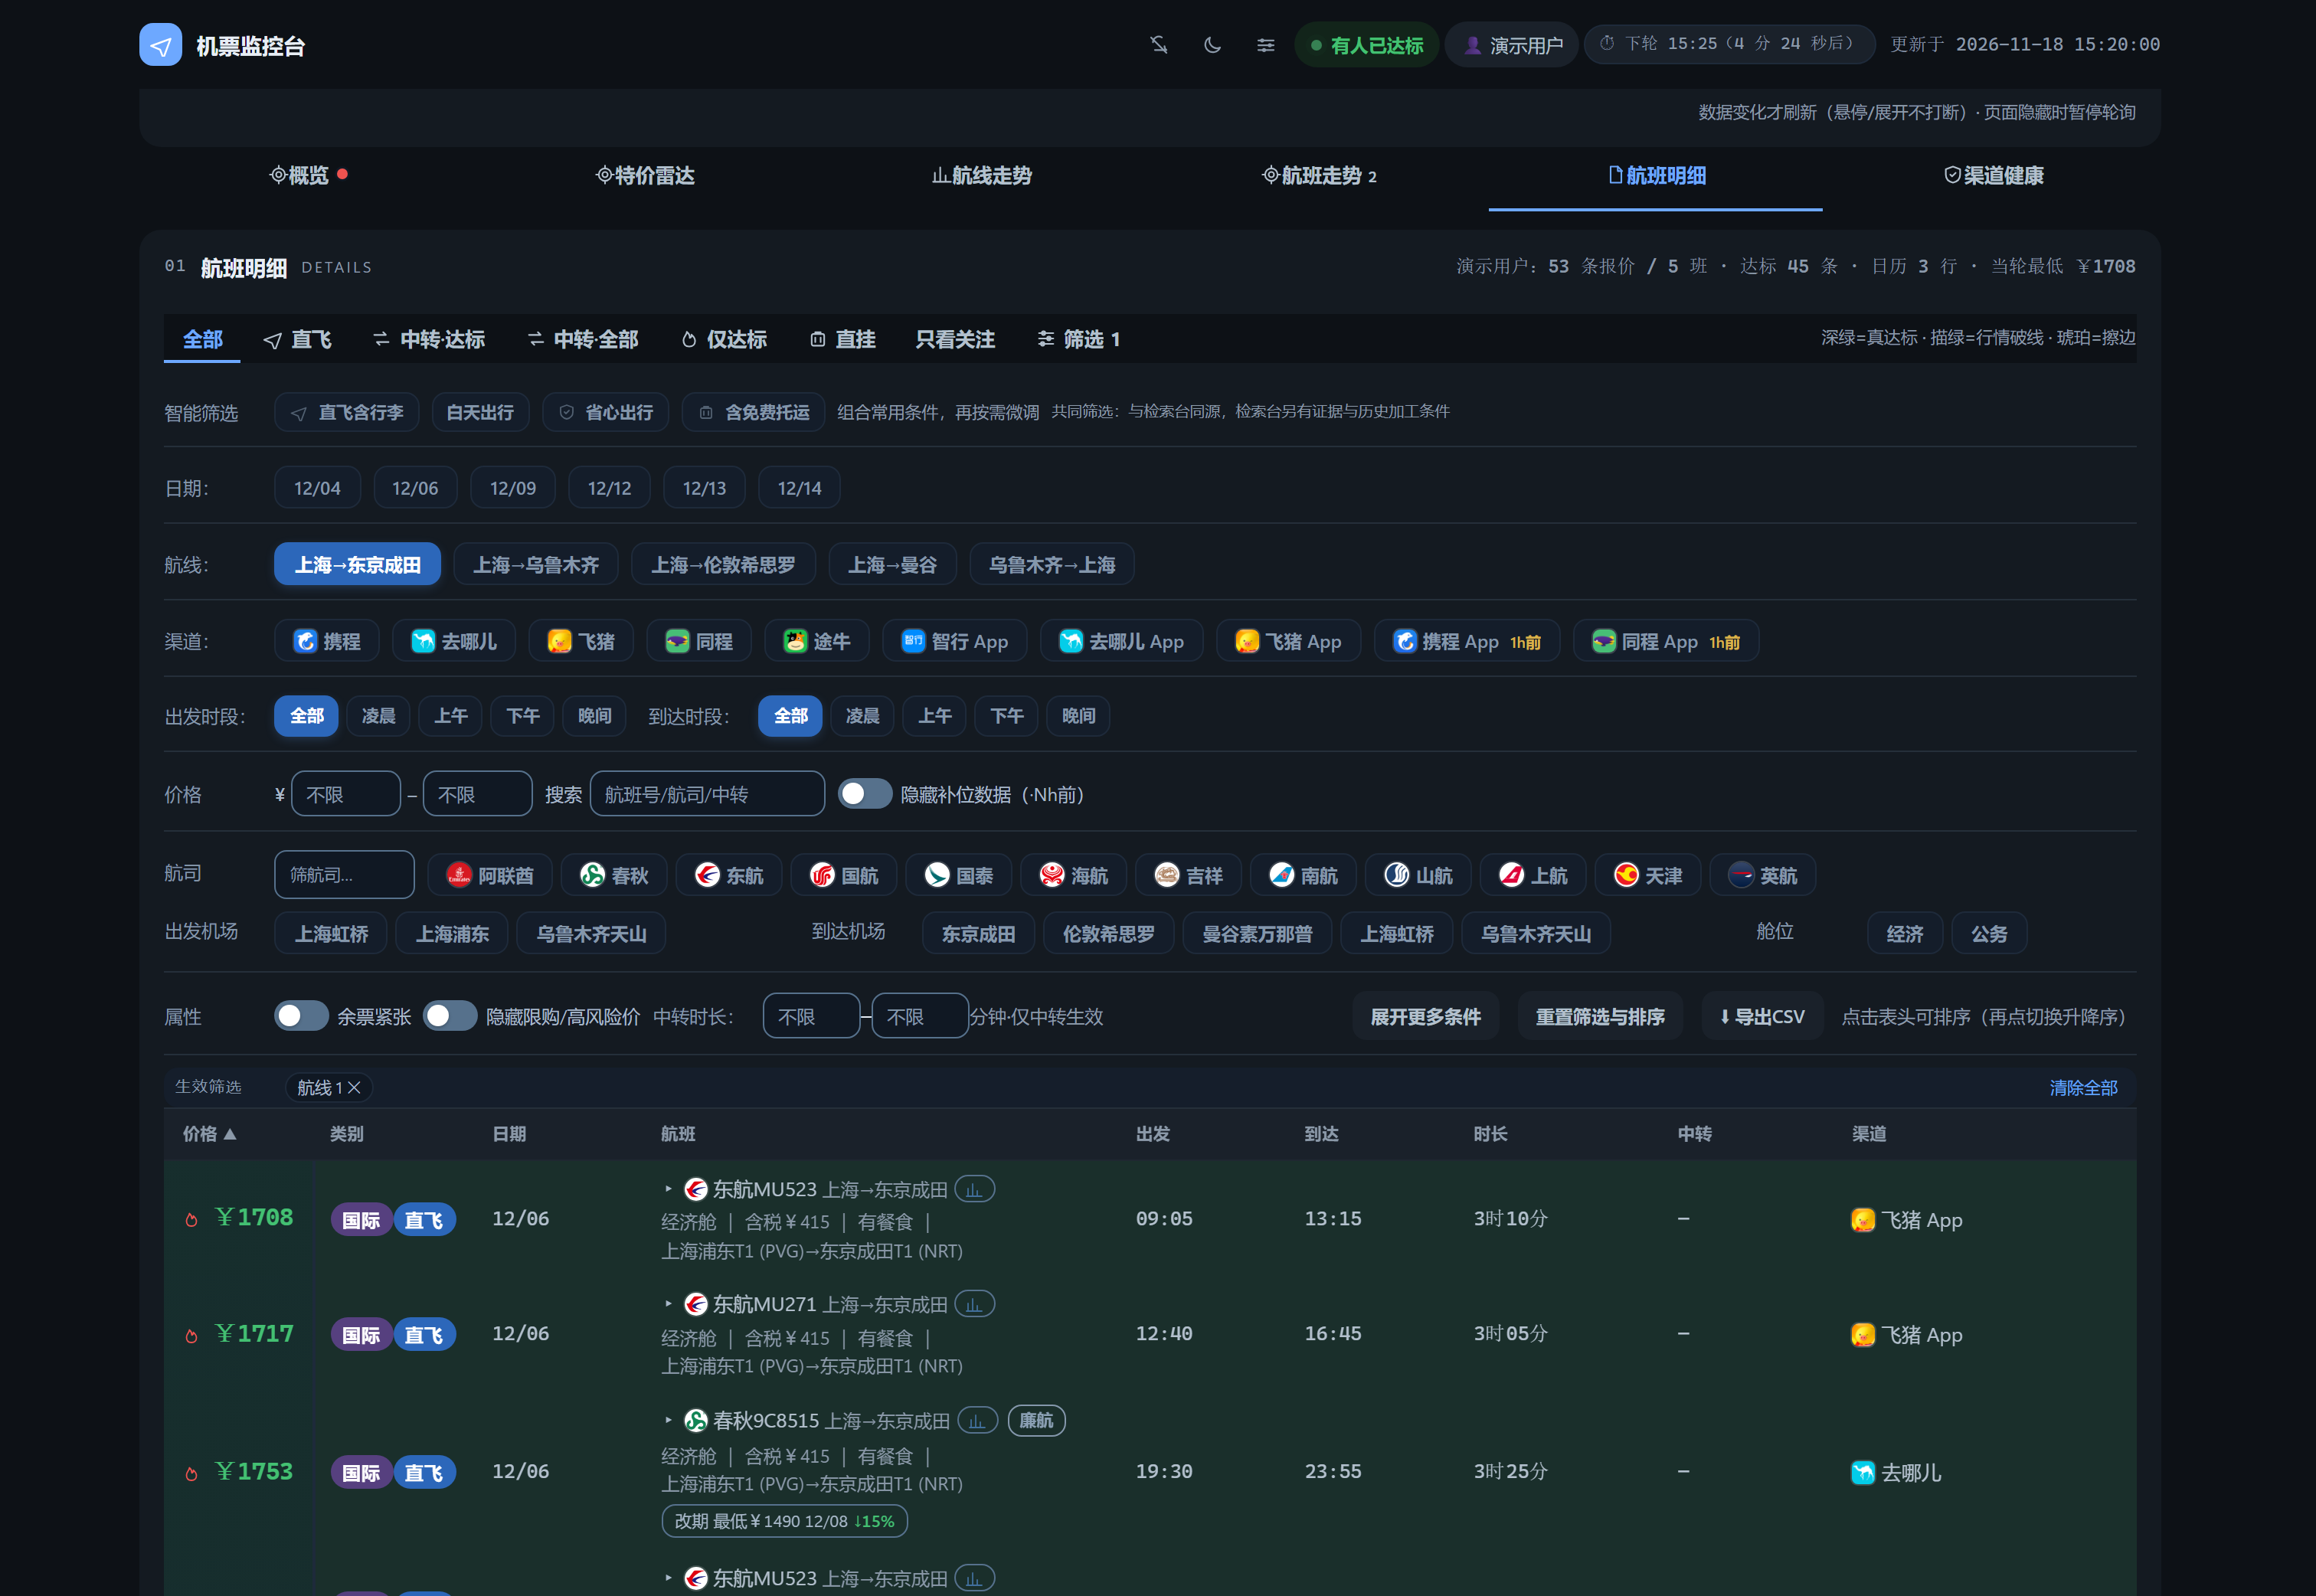 机票监控台
有人已达标
演示用户
下轮 15:25（4 分 24 秒后）
更新于 2026-11-18 15:20:00
数据变化才刷新（悬停/展开不打断）· 页面隐藏时暂停轮询
概览
特价雷达
航线走势
航班走势 2
航班明细
渠道健康
01 航班明细 DETAILS
演示用户: 53 条报价 / 5 班 · 达标 45 条 · 日历 3 行 · 当轮最低 ￥1708
全部 直飞 中转·达标 中转·全部 仅达标 直挂 只看关注 筛选 1
深绿=真达标 · 描绿=行情破线 · 琥珀=擦边
智能筛选 直飞含行李 白天出行 省心出行 含免费托运 组合常用条件，再按需微调 共同筛选：与检索台同源，检索台另有证据与历史加工条件
日期： 12/04 12/06 12/09 12/12 12/13 12/14
航线： 上海→东京成田 上海→乌鲁木齐 上海→伦敦希思罗 上海→曼谷 乌鲁木齐→上海
渠道： 携程 去哪儿 飞猪 同程 途牛 智行 智行 App 去哪儿 App 飞猪 App 携程 App 1h前 同程 App 1h前
出发时段： 全部 凌晨 上午 下午 晚间 到达时段： 全部 凌晨 上午 下午 晚间
价格 ¥ 不限 – 不限 搜索 航班号/航司/中转 隐藏补位数据（·Nh前）
航司 筛航司... Emirates 阿联酋 春秋 东航 国航 国泰 海航 吉祥 南航 山航 上航 天津 英航
出发机场 上海虹桥 上海浦东 乌鲁木齐天山 到达机场 东京成田 伦敦希思罗 曼谷素万那普 上海虹桥 乌鲁木齐天山 舱位 经济 公务
属性 余票紧张 隐藏限购/高风险价 中转时长： 不限 – 不限 分钟·仅中转生效 展开更多条件 重置筛选与排序 ⬇导出CSV 点击表头可排序（再点切换升降序）
生效筛选 航线 1 ✕ 清除全部
价格 ▲ 类别 日期 航班 出发 到达 时长 中转 渠道
▸ 东航MU523 上海→东京成田
￥1708 国际 直飞 12/06 09:05 13:15 3时10分 — 飞猪 App
经济舱 ｜ 含税￥415 ｜ 有餐食 ｜
上海浦东T1 (PVG)→东京成田T1 (NRT)
▸ 东航MU271 上海→东京成田
￥1717 国际 直飞 12/06 12:40 16:45 3时05分 — 飞猪 App
经济舱 ｜ 含税￥415 ｜ 有餐食 ｜
上海浦东T1 (PVG)→东京成田T1 (NRT)
▸ 春秋9C8515 上海→东京成田 廉航
经济舱 ｜ 含税￥415 ｜ 有餐食 ｜
￥1753 国际 直飞 12/06 19:30 23:55 3时25分 — 去哪儿
上海浦东T1 (PVG)→东京成田T1 (NRT)
改期 最低￥1490 12/08 ↓15%
▸ 东航MU523 上海→东京成田